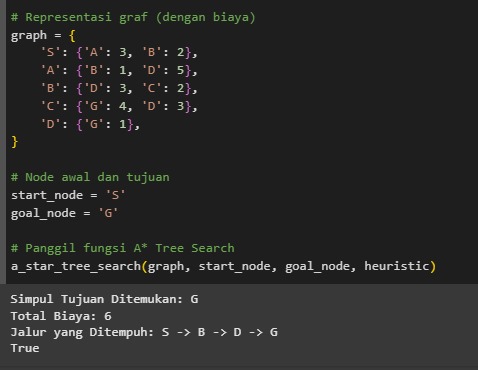 # Representasi graf (dengan biaya)
graph = {
    'S': {'A': 3, 'B': 2},
    'A': {'B': 1, 'D': 5},
    'B': {'D': 3, 'C': 2},
    'C': {'G': 4, 'D': 3},
    'D': {'G': 1},
}
# Node awal dan tujuan
start_node = 'S'
goal_node = 'G'
# Panggil fungsi A* Tree Search
a_star_tree_search(graph, start_node, goal_node, heuristic)
Simpul Tujuan Ditemukan: G
Total Biaya: 6
Jalur yang Ditempuh: S -> B -> D -> G
True